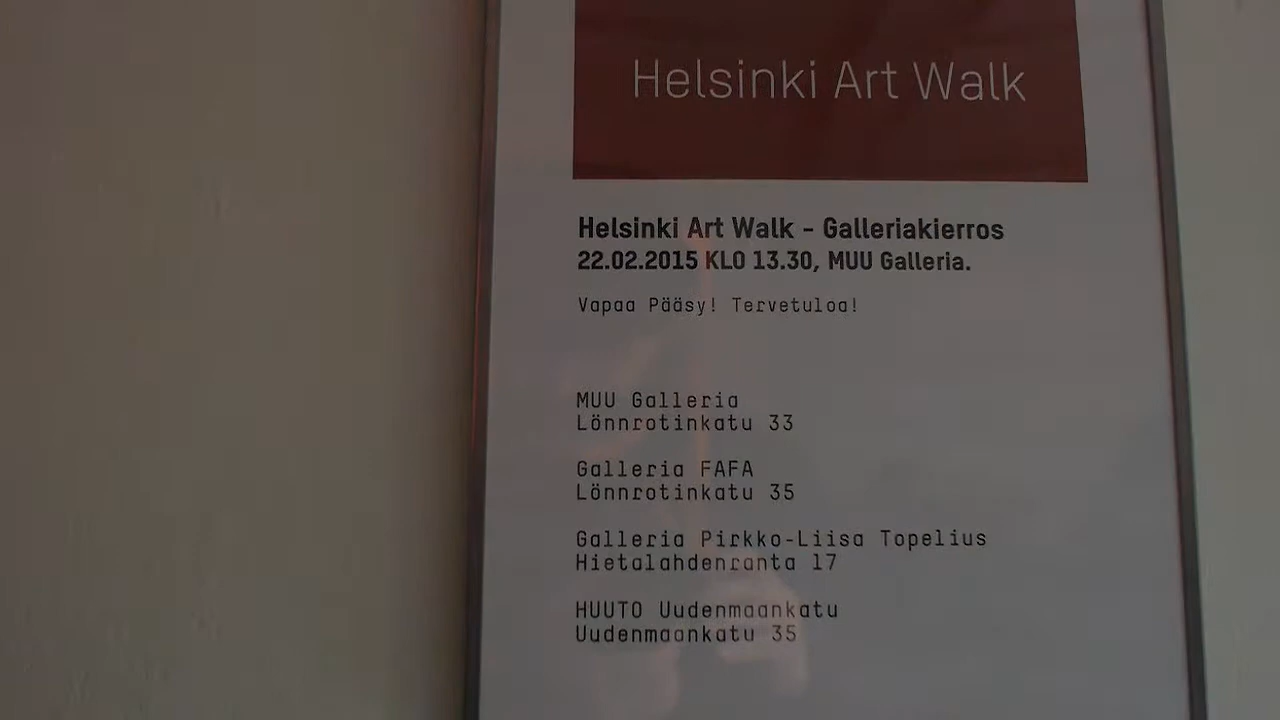 Helsinki Art Walk
Helsinki Art Walk - Galleriakierros
22.02.2015 KLO 13.30, MUU Galleria.
Vapaa Pääsy! Tervetuloa!
MUU Galleria
Lönnrotinkatu 33
Galleria FAFA
Lönnrotinkatu 35
Galleria Pirkko-Liisa Topelius
Hietalahdenranta 17
HUUTO Uudenmaankatu
Uudenmaankatu 35